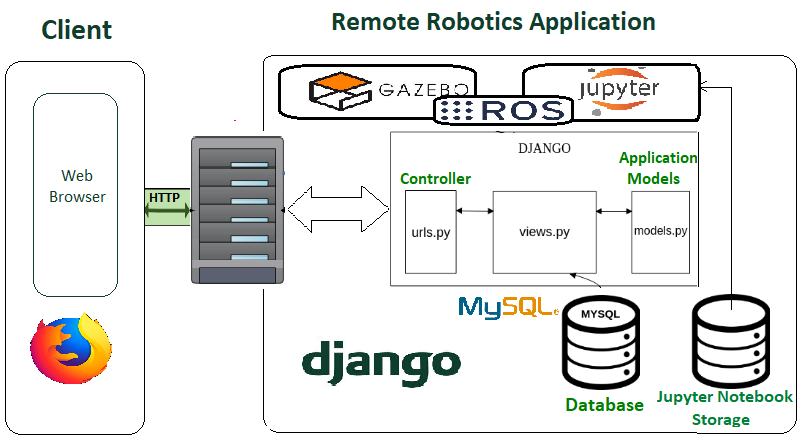 Client
Remote Robotics Application
GAZEBO
ROS
jupyter
Web
Browser
HTTP
DJANGO
Controller
Application
Models
urls.py
views.py
models.py
MySQL
MYSQL
django
Database
Jupyter Notebook
Storage